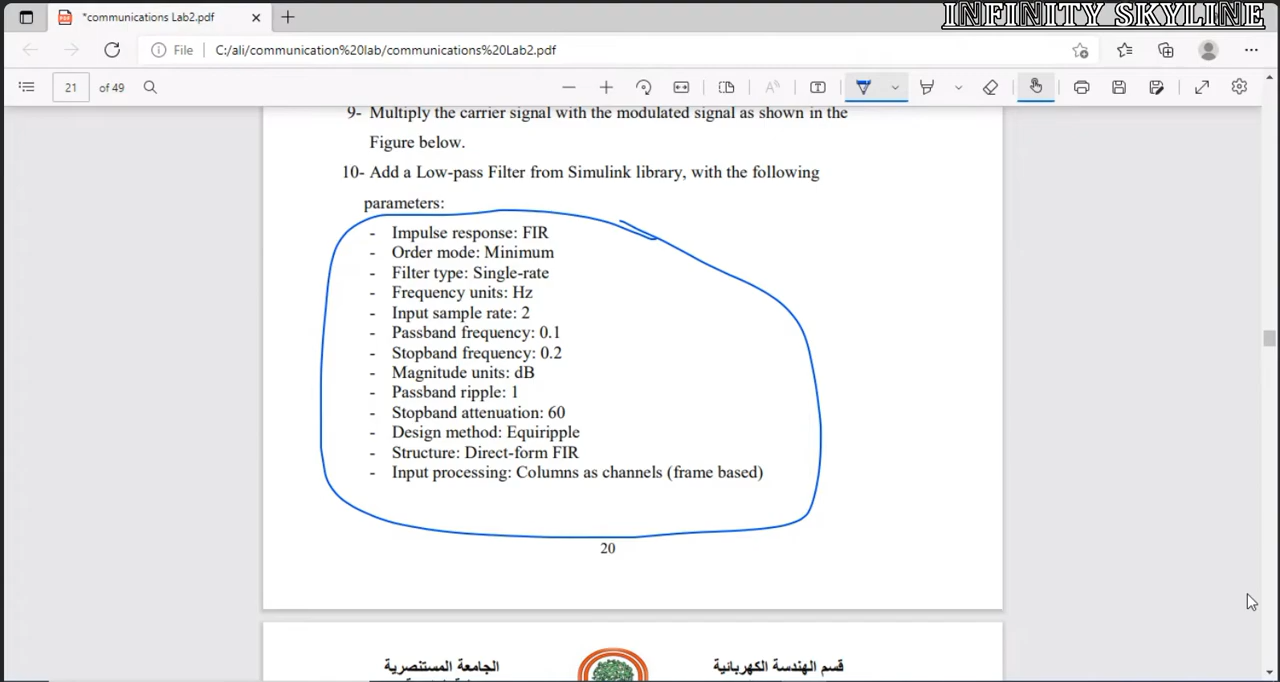 *communications Lab2.pdf
INFINITY SKYLINE
File C:/ali/communication%20lab/communications%20Lab2.pdf
21 of 49
9- Multiply the carrier signal with the modulated signal as shown in the
Figure below.
10- Add a Low-pass Filter from Simulink library, with the following
parameters:
- Impulse response: FIR
- Order mode: Minimum
- Filter type: Single-rate
- Frequency units: Hz
- Input sample rate: 2
- Passband frequency: 0.1
- Stopband frequency: 0.2
- Magnitude units: dB
- Passband ripple: 1
- Stopband attenuation: 60
- Design method: Equiripple
- Structure: Direct-form FIR
- Input processing: Columns as channels (frame based)
20
قسم الهندسة الكهربائية
الجامعة المستنصرية